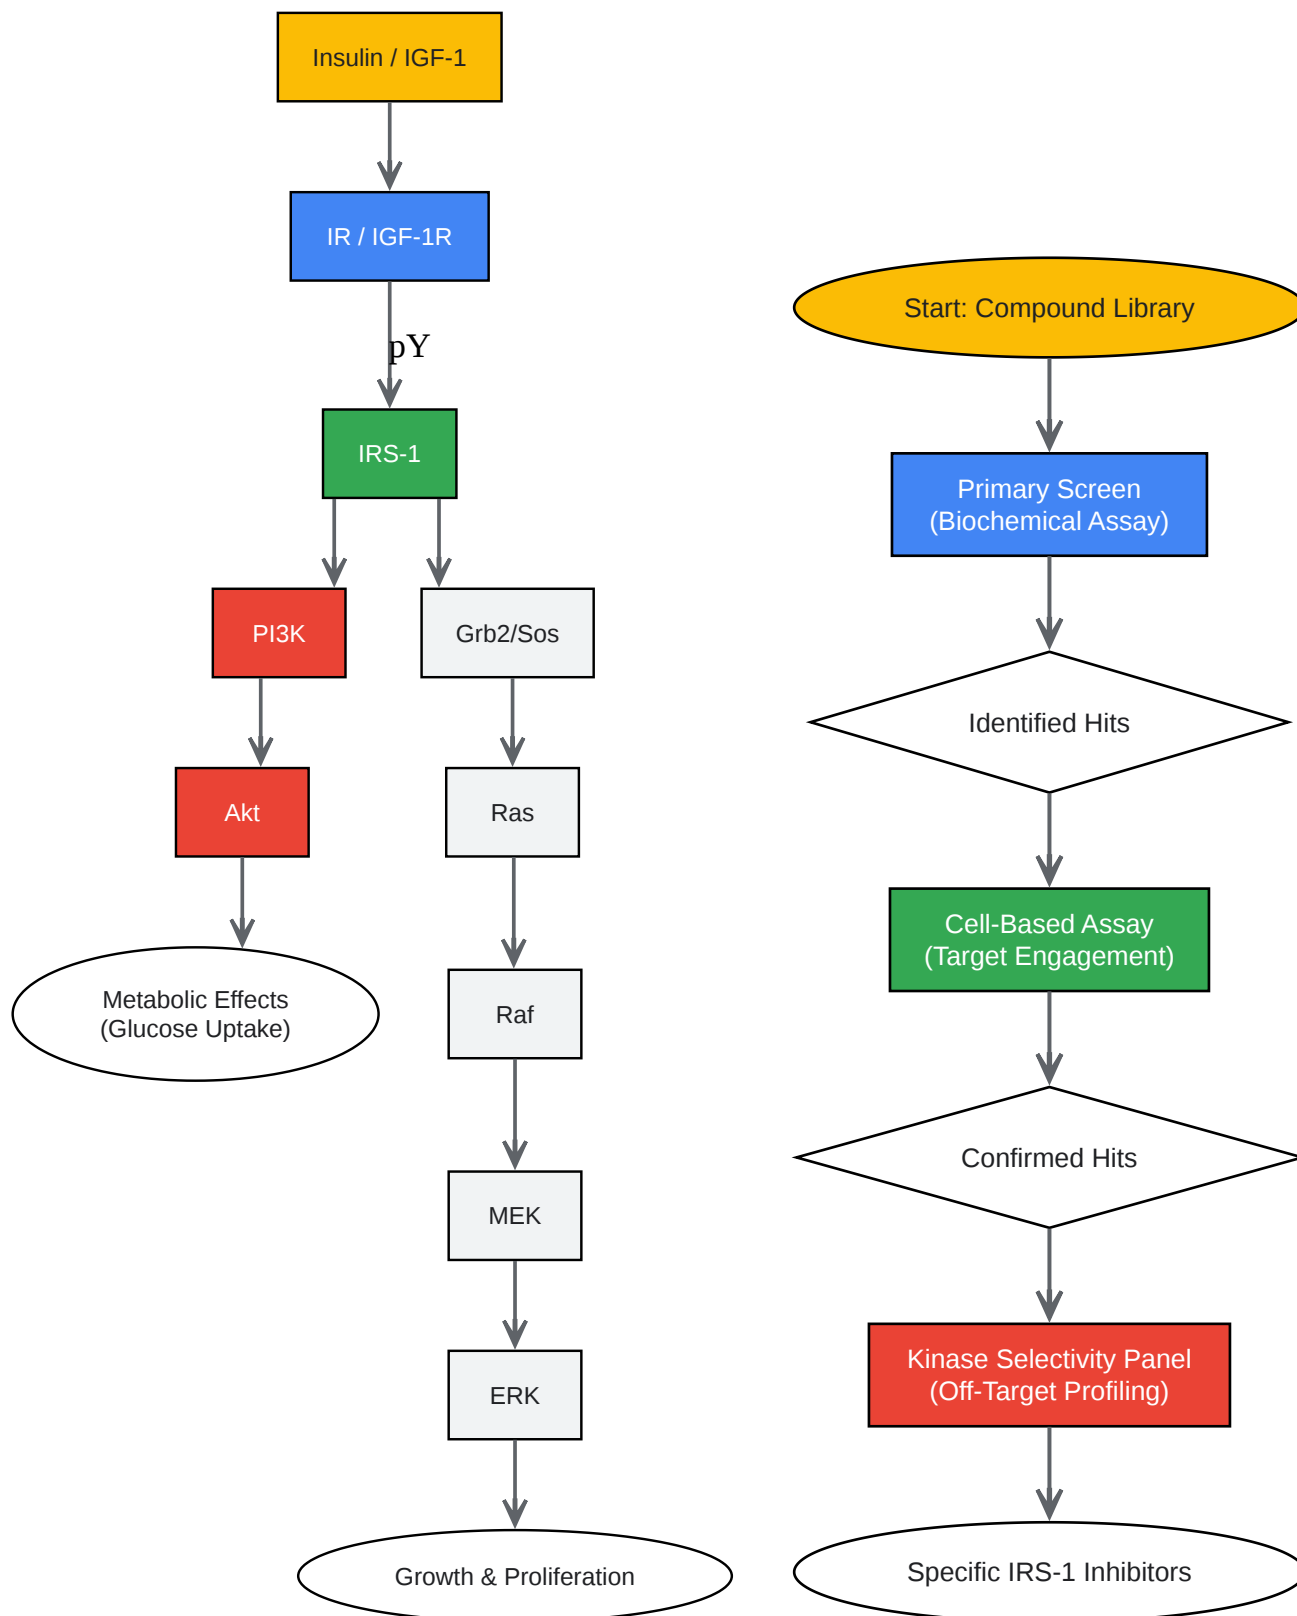 Insulin / IGF-1
IR / IGF-1R
pY
IRS-1
PI3K
Grb2/Sos
Akt
Ras
Metabolic Effects
(Glucose Uptake)
Raf
MEK
ERK
Growth & Proliferation
Start: Compound Library
Primary Screen
(Biochemical Assay)
Identified Hits
Cell-Based Assay
(Target Engagement)
Confirmed Hits
Kinase Selectivity Panel
(Off-Target Profiling)
Specific IRS-1 Inhibitors